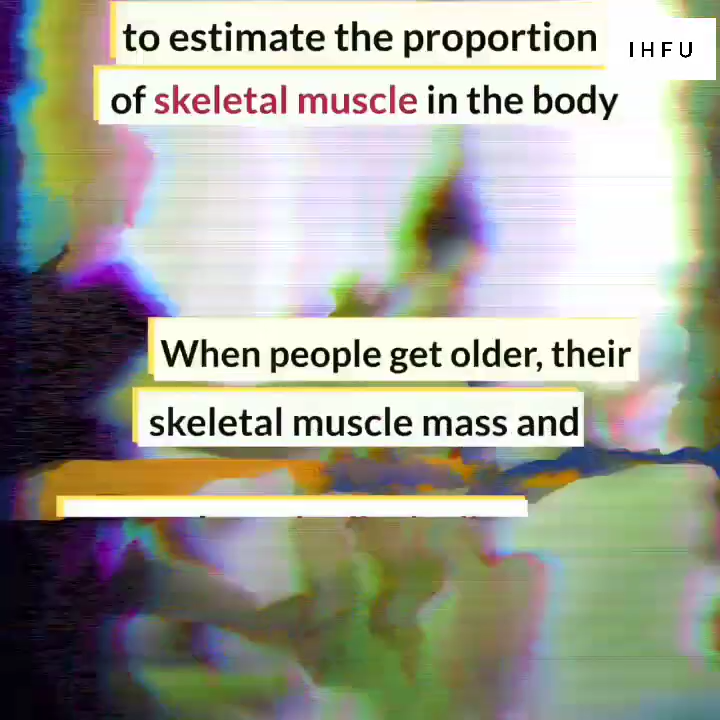 to estimate the proportion
IHFU
of skeletal muscle in the body
When people get older, their
skeletal muscle mass and